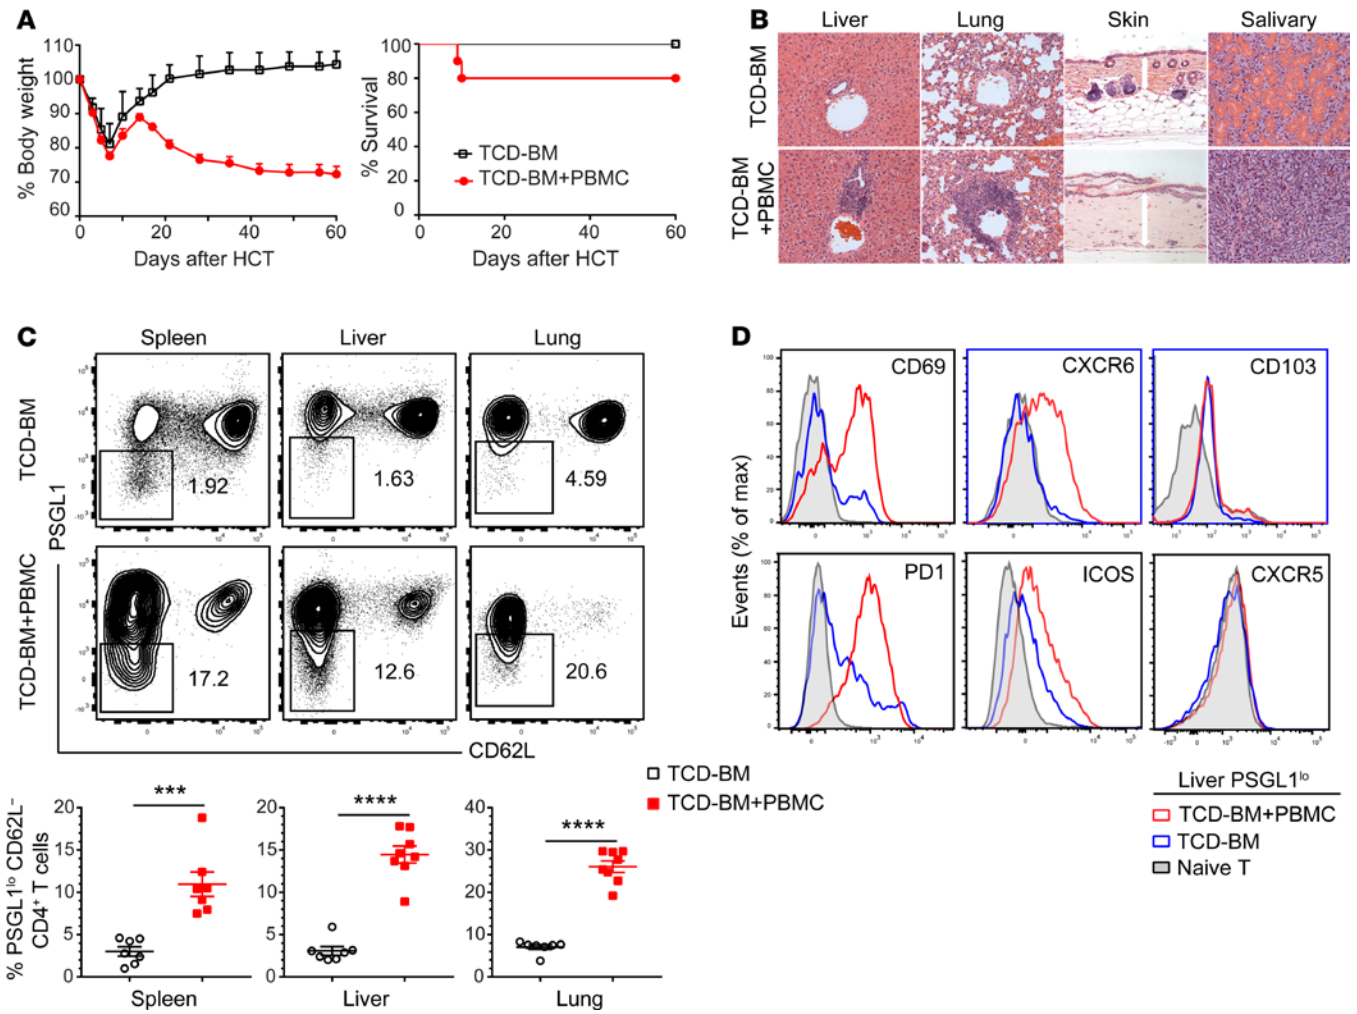 A
% Body weight
110
100
90
80
70
60
0 10 20 30 40 50 60
Days after HCT
% Survival
100
80
60
40
20
0
0 20 40 60
Days after HCT
TCD-BM
TCD-BM+PBMC
B
Liver Lung Skin Salivary
TCD-BM
TCD-BM
+PBMC
C
Spleen Liver Lung
TCD-BM
1.92 1.63 4.59
TCD-BM+PBMC
17.2 12.6 20.6
PSGL1
CD62L
TCD-BM
TCD-BM+PBMC
% PSGL1lo CD62L–
CD4+ T cells
20
15
10
5
0
***
Spleen
20
15
10
5
0
****
Liver
40
30
20
10
0
****
Lung
D
Events (% of max)
CD69 CXCR6 CD103
PD1 ICOS CXCR5
Liver PSGL1lo
TCD-BM+PBMC
TCD-BM
Naive T